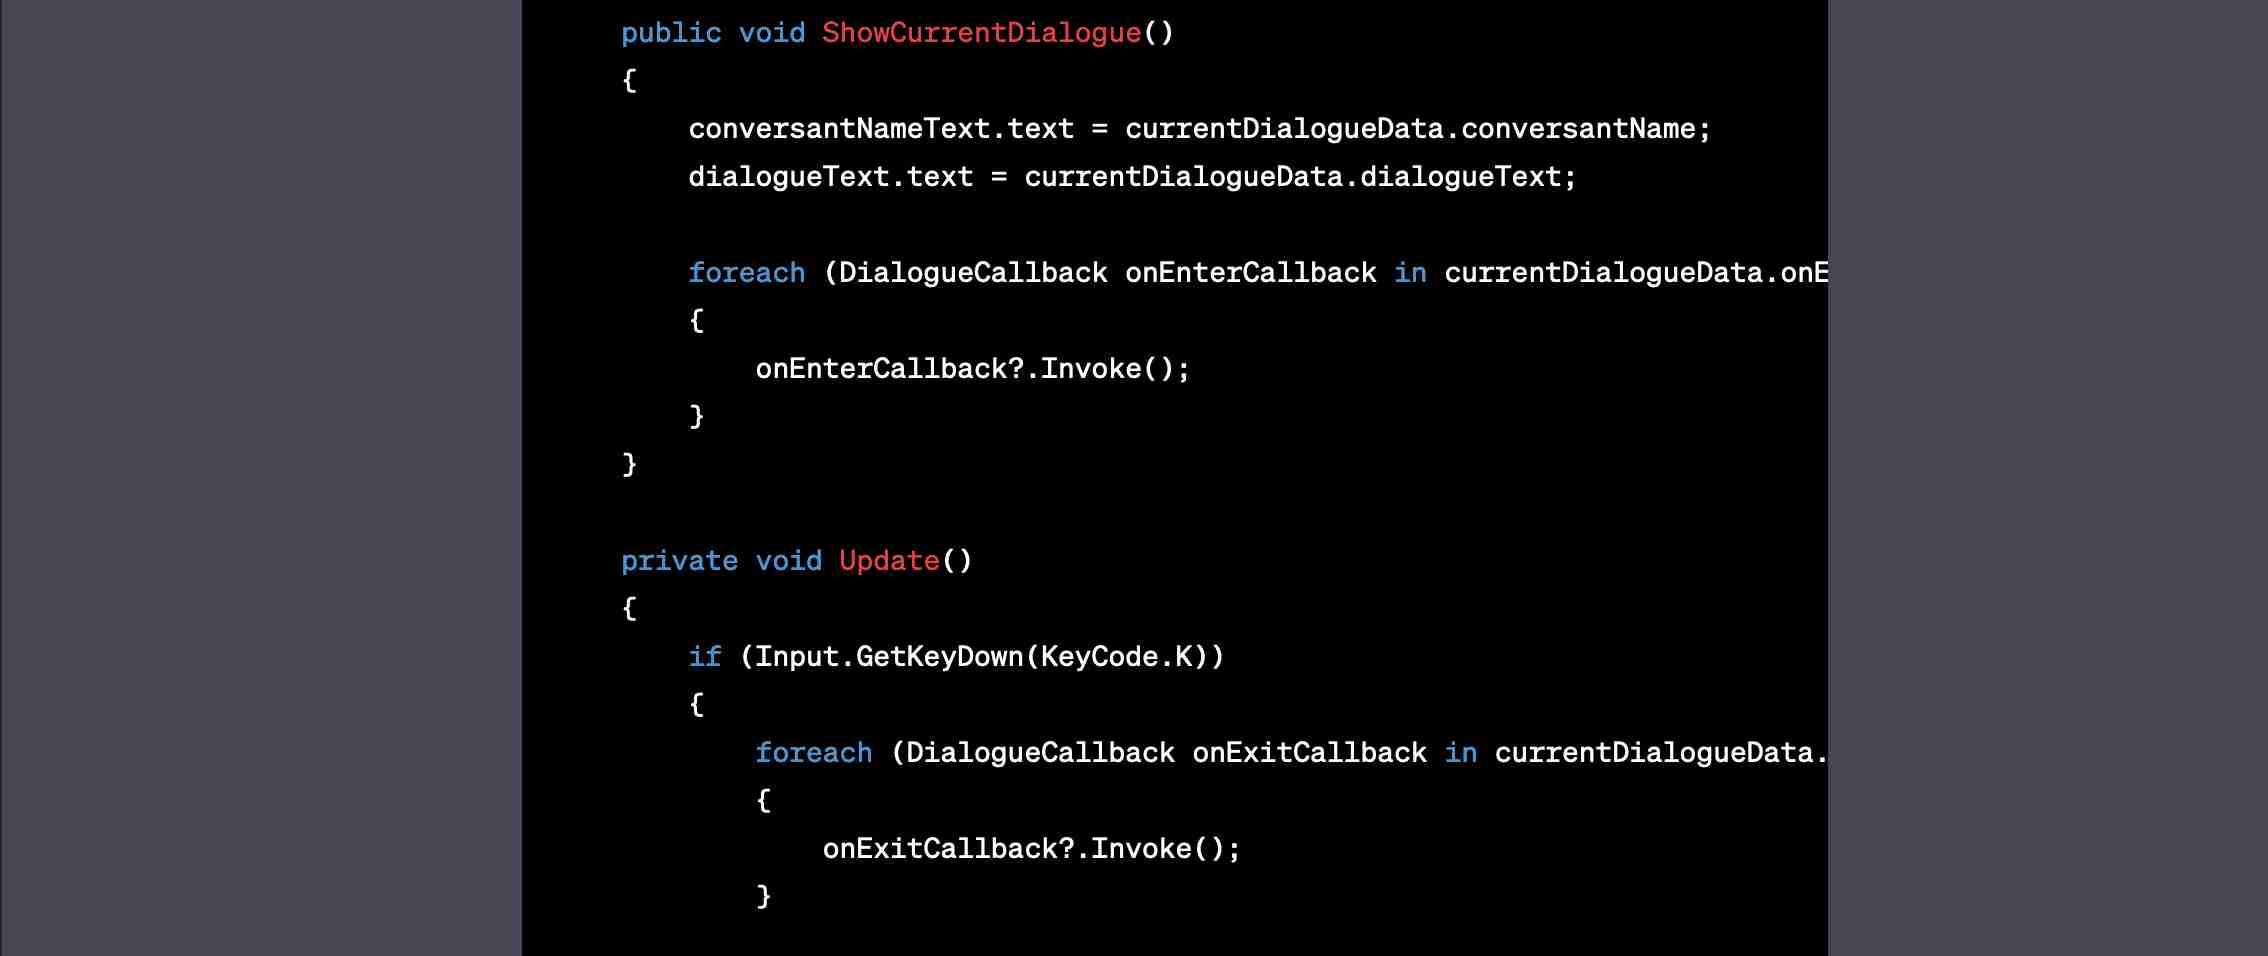 public void ShowCurrentDialogue()
{
conversantNameText.text = currentDialogueData.conversantName;
dialogueText.text = currentDialogueData.dialogueText;
foreach (DialogueCallback onEnterCallback in currentDialogueData.onE
{
onEnterCallback?.Invoke();
}
}
private void Update()
{
if (Input.GetKeyDown(KeyCode.K))
{
foreach (DialogueCallback onExitCallback in currentDialogueData.
{
onExitCallback?.Invoke();
}